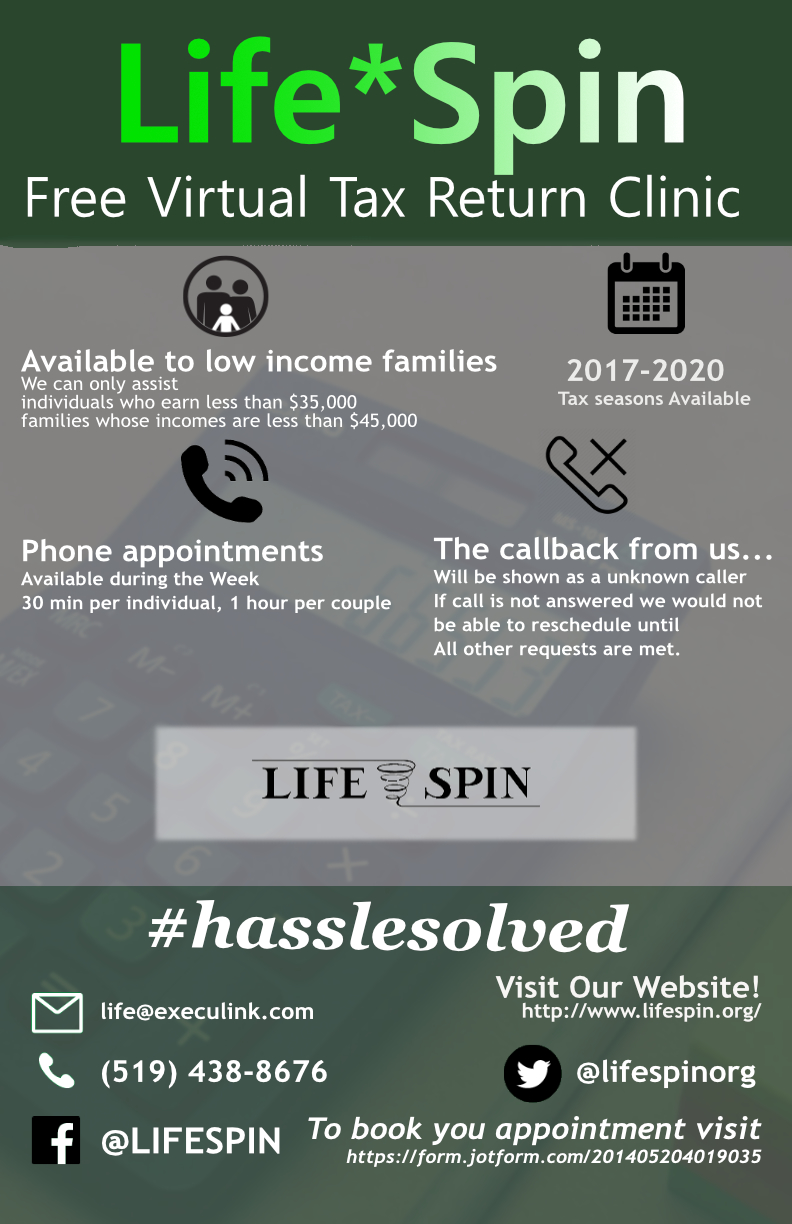 Life*Spin
Free Virtual Tax Return Clinic
Available to low income families
We can only assist
individuals who earn less than $35,000
families whose incomes are less than $45,000
2017-2020
Tax seasons Available
Phone appointments
Available during the Week
30 min per individual, 1 hour per couple
The callback from us...
Will be shown as a unknown caller
If call is not answered we would not
be able to reschedule until
All other requests are met.
LIFE SPIN
#hasslesolved
life@execulink.com
(519) 438-8676
@LIFESPIN
Visit Our Website!
http://www.lifespin.org/
@lifespinorg
To book you appointment visit
https://form.jotform.com/201405204019035